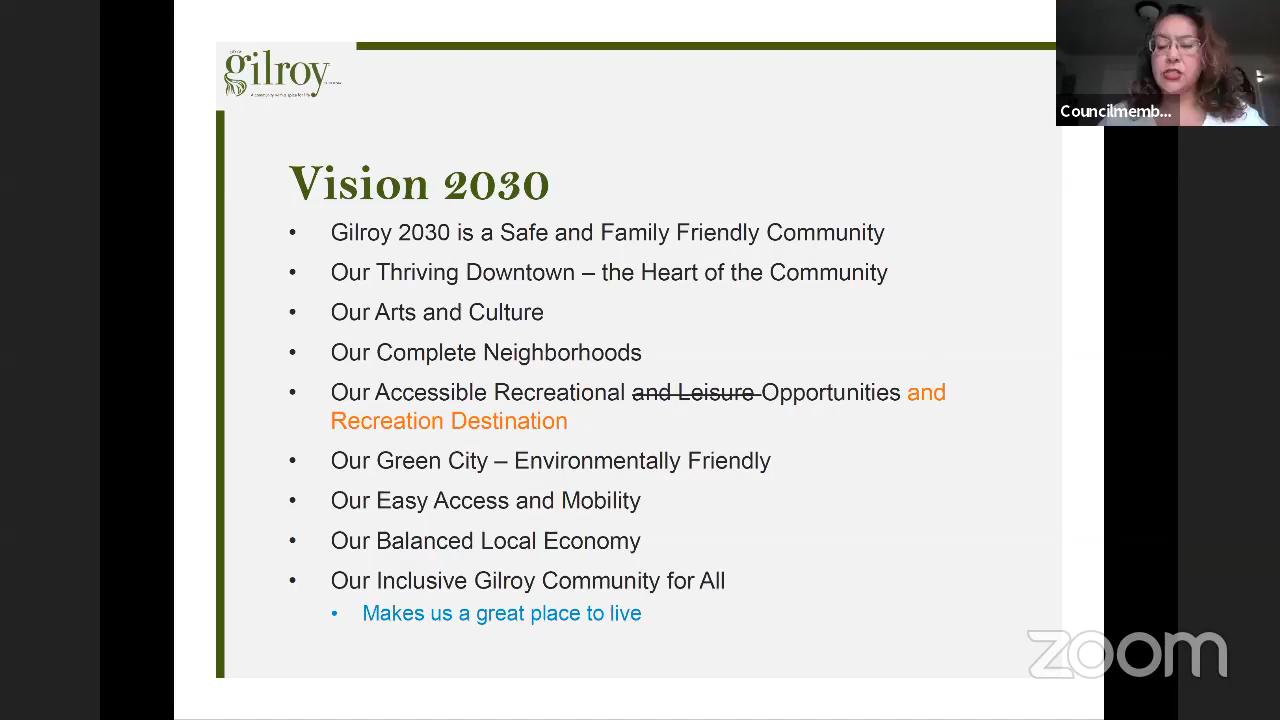 gilroy
Councilmemb...
Vision 2030
• Gilroy 2030 is a Safe and Family Friendly Community
• Our Thriving Downtown – the Heart of the Community
• Our Arts and Culture
• Our Complete Neighborhoods
• Our Accessible Recreational and Leisure Opportunities and
Recreation Destination
• Our Green City – Environmentally Friendly
• Our Easy Access and Mobility
• Our Balanced Local Economy
• Our Inclusive Gilroy Community for All
• Makes us a great place to live
zoom